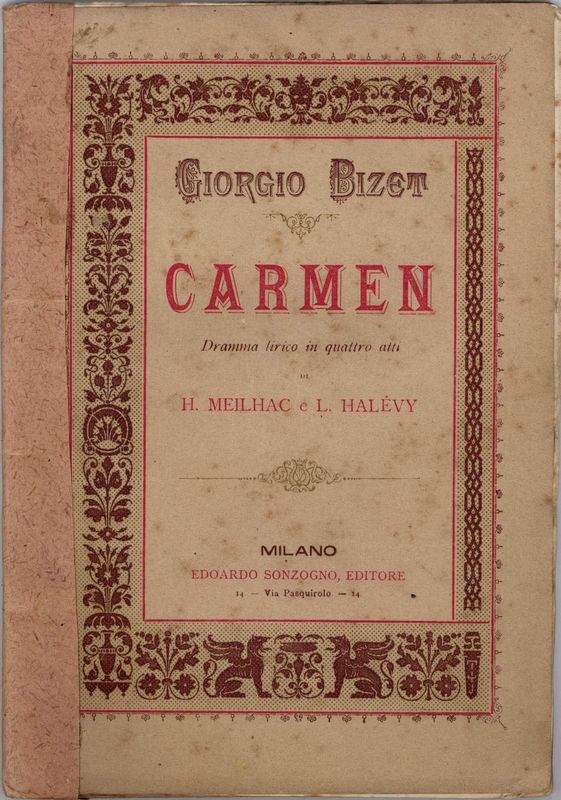 GIORGIO BIZET
CARMEN
Dramma lirico in quattro atti
DI
H. MEILHAC e L. HALÉVY
MILANO
EDOARDO SONZOGNO, EDITORE
14 — Via Pasquirolo — 14